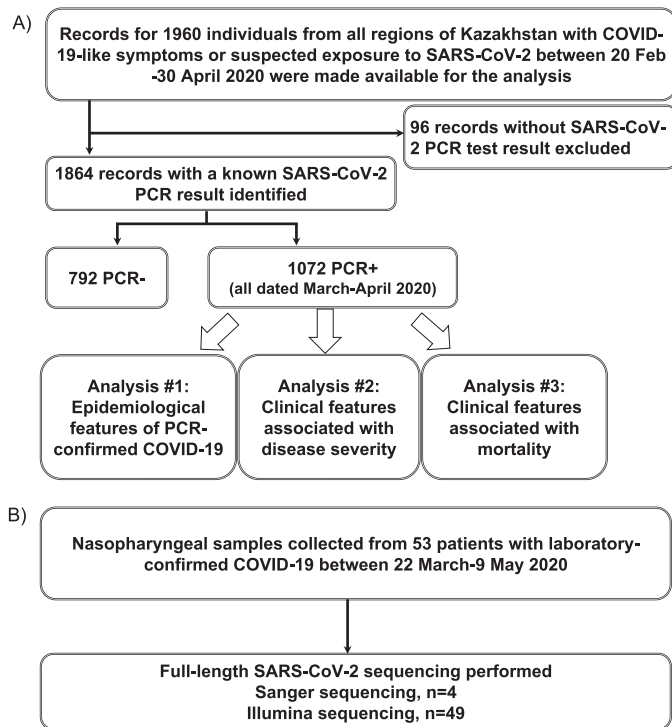 A)
Records for 1960 individuals from all regions of Kazakhstan with COVID-
19-like symptoms or suspected exposure to SARS-CoV-2 between 20 Feb
-30 April 2020 were made available for the analysis
96 records without SARS-CoV-
2 PCR test result excluded
1864 records with a known SARS-CoV-2
PCR result identified
792 PCR-
1072 PCR+
(all dated March-April 2020)
Analysis #1:
Epidemiological
features of PCR-
confirmed COVID-19
Analysis #2:
Clinical features
associated with
disease severity
Analysis #3:
Clinical features
associated with
mortality
B)
Nasopharyngeal samples collected from 53 patients with laboratory-
confirmed COVID-19 between 22 March-9 May 2020
Full-length SARS-CoV-2 sequencing performed
Sanger sequencing, n=4
Illumina sequencing, n=49